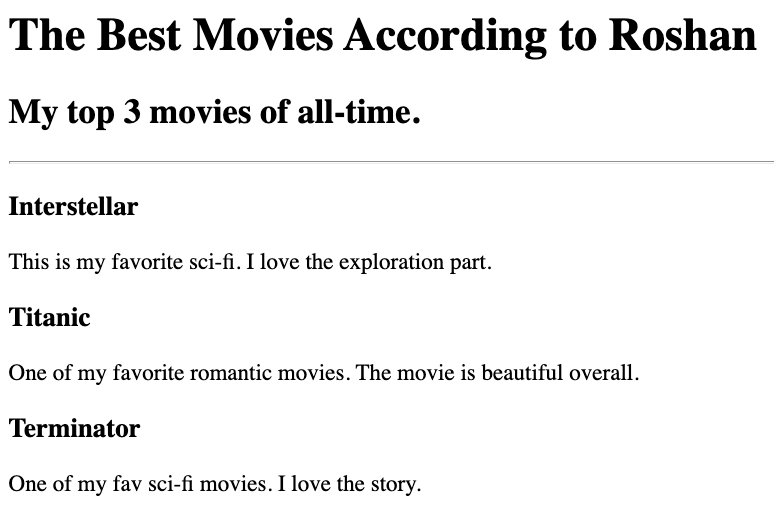 The Best Movies According to Roshan
My top 3 movies of all-time.
Interstellar
This is my favorite sci-fi. I love the exploration part.
Titanic
One of my favorite romantic movies. The movie is beautiful overall.
Terminator
One of my fav sci-fi movies. I love the story.